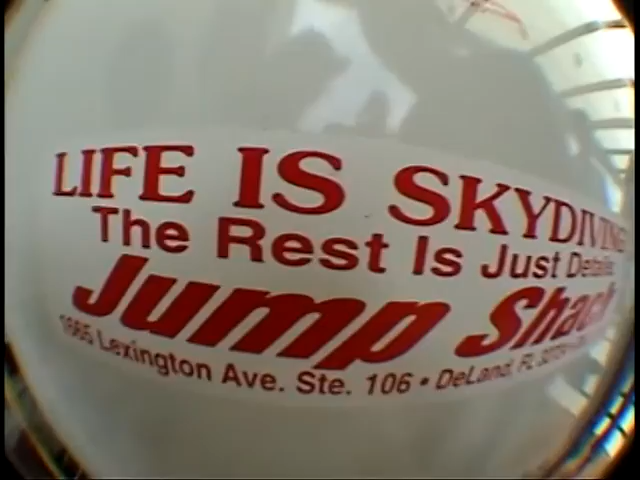 LIFE IS SKYDIVING
The Rest Is Just Details
Jump Shack
1665 Lexington Ave. Ste. 106 • DeLand, FL